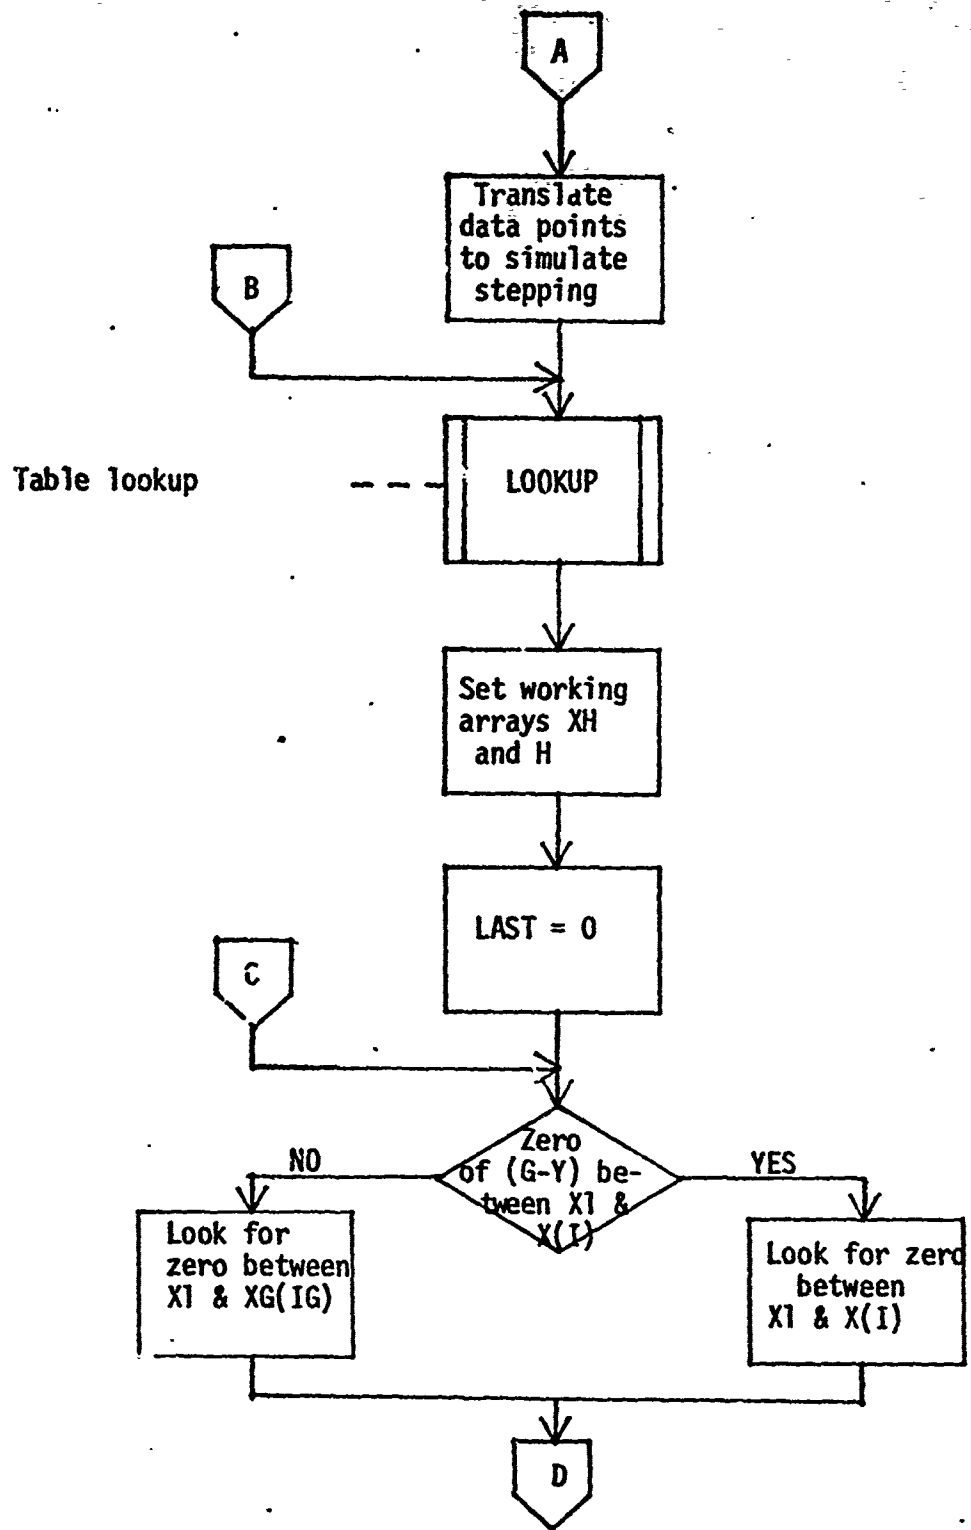 A
Translate
data points
to simulate
stepping
B
Table lookup
LOOKUP
Set working
arrays XH
and H
LAST = 0
C
Zero
of (G-Y) be-
tween X1 &
X(I)
NO
YES
Look for
zero between
X1 & XG(IG)
Look for zero
between
X1 & X(I)
D